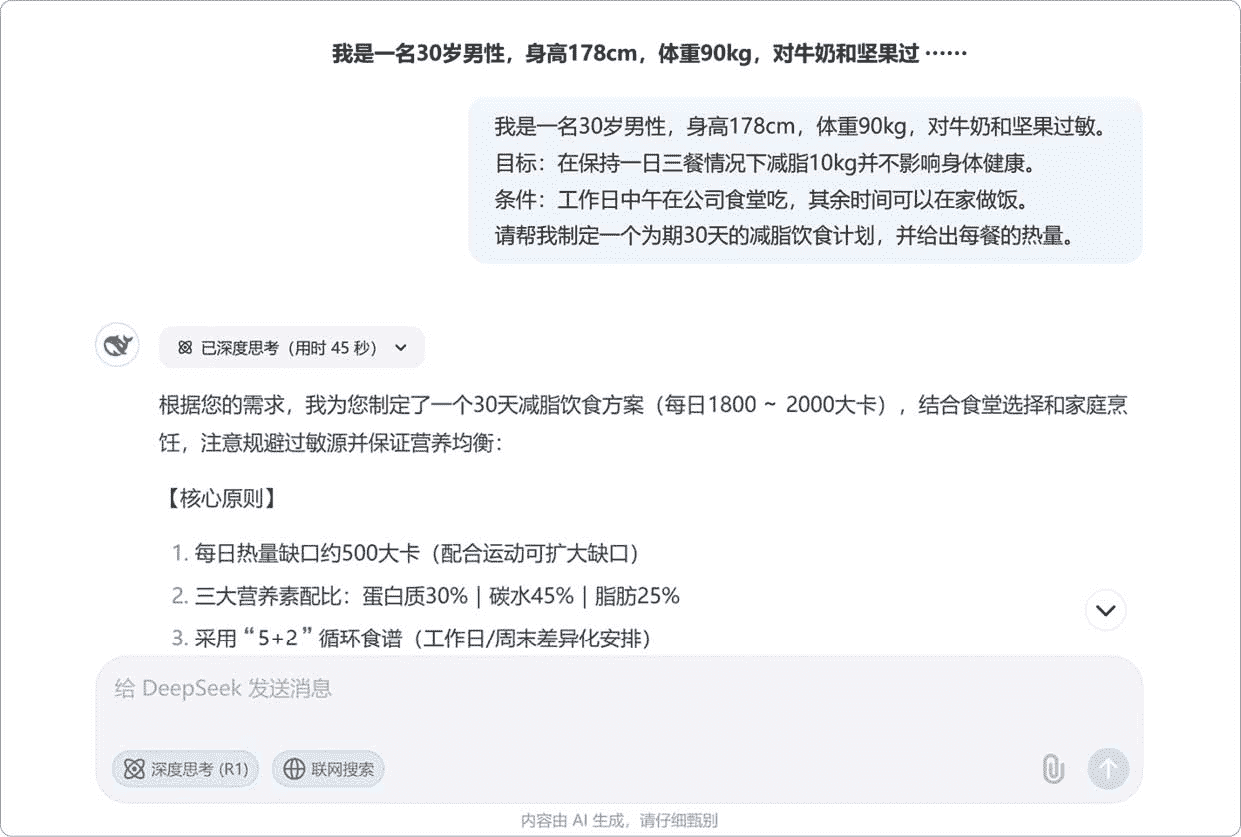 我是一名30岁男性，身高178cm，体重90kg，对牛奶和坚果过 ······
我是一名30岁男性，身高178cm，体重90kg，对牛奶和坚果过敏。
目标：在保持一日三餐情况下减脂10kg并不影响身体健康。
条件：工作日中午在公司食堂吃，其余时间可以在家做饭。
请帮我制定一个为期30天的减脂饮食计划，并给出每餐的热量。
已深度思考（用时 45 秒）
根据您的需求，我为您制定了一个30天减脂饮食方案（每日1800 ~ 2000大卡），结合食堂选择和家庭烹
饪，注意规避过敏源并保证营养均衡：
【核心原则】
1. 每日热量缺口约500大卡（配合运动可扩大缺口）
2. 三大营养素配比：蛋白质30% | 碳水45% | 脂肪25%
3. 采用“5+2”循环食谱（工作日/周末差异化安排）
给 DeepSeek 发送消息
深度思考 (R1) 联网搜索
内容由 AI 生成，请仔细甄别